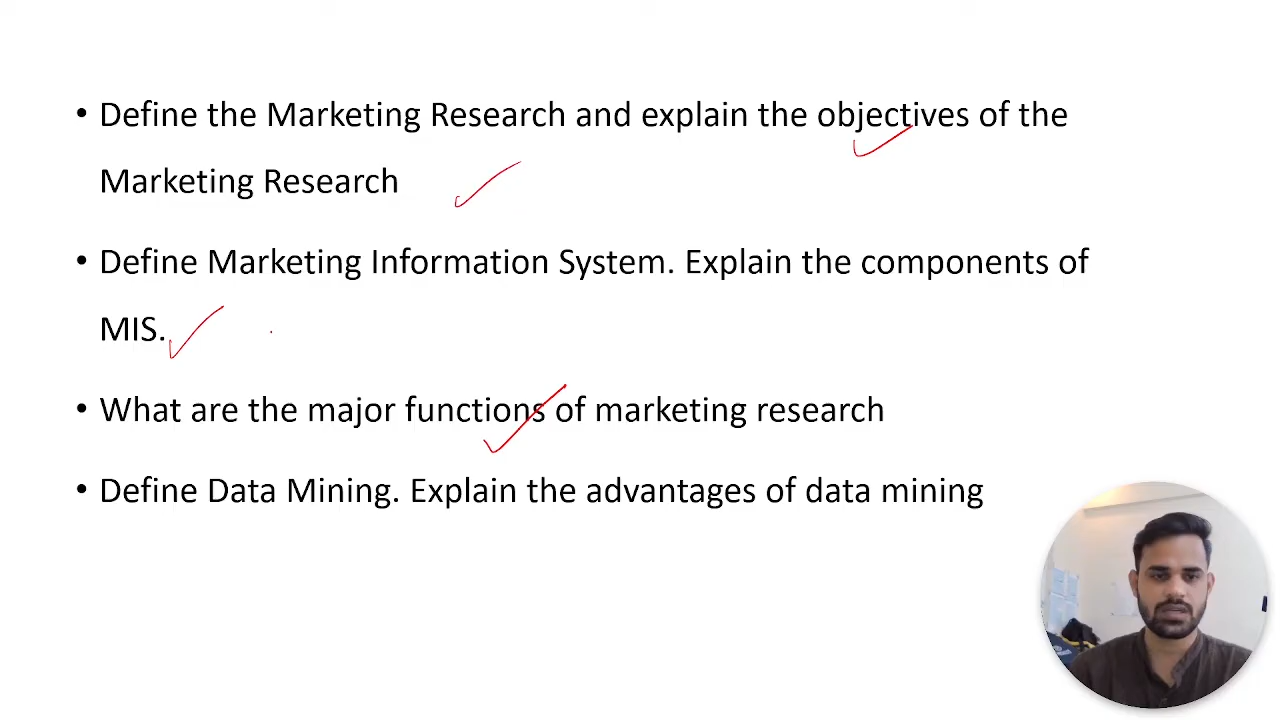 • Define the Marketing Research and explain the objectives of the
Marketing Research
• Define Marketing Information System. Explain the components of
MIS.
• What are the major functions of marketing research
• Define Data Mining. Explain the advantages of data mining